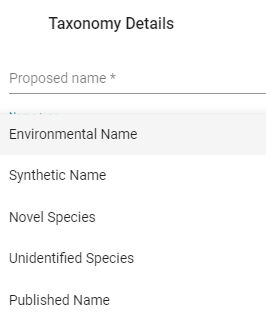 Taxonomy Details
Proposed name *
Environmental Name
Synthetic Name
Novel Species
Unidentified Species
Published Name